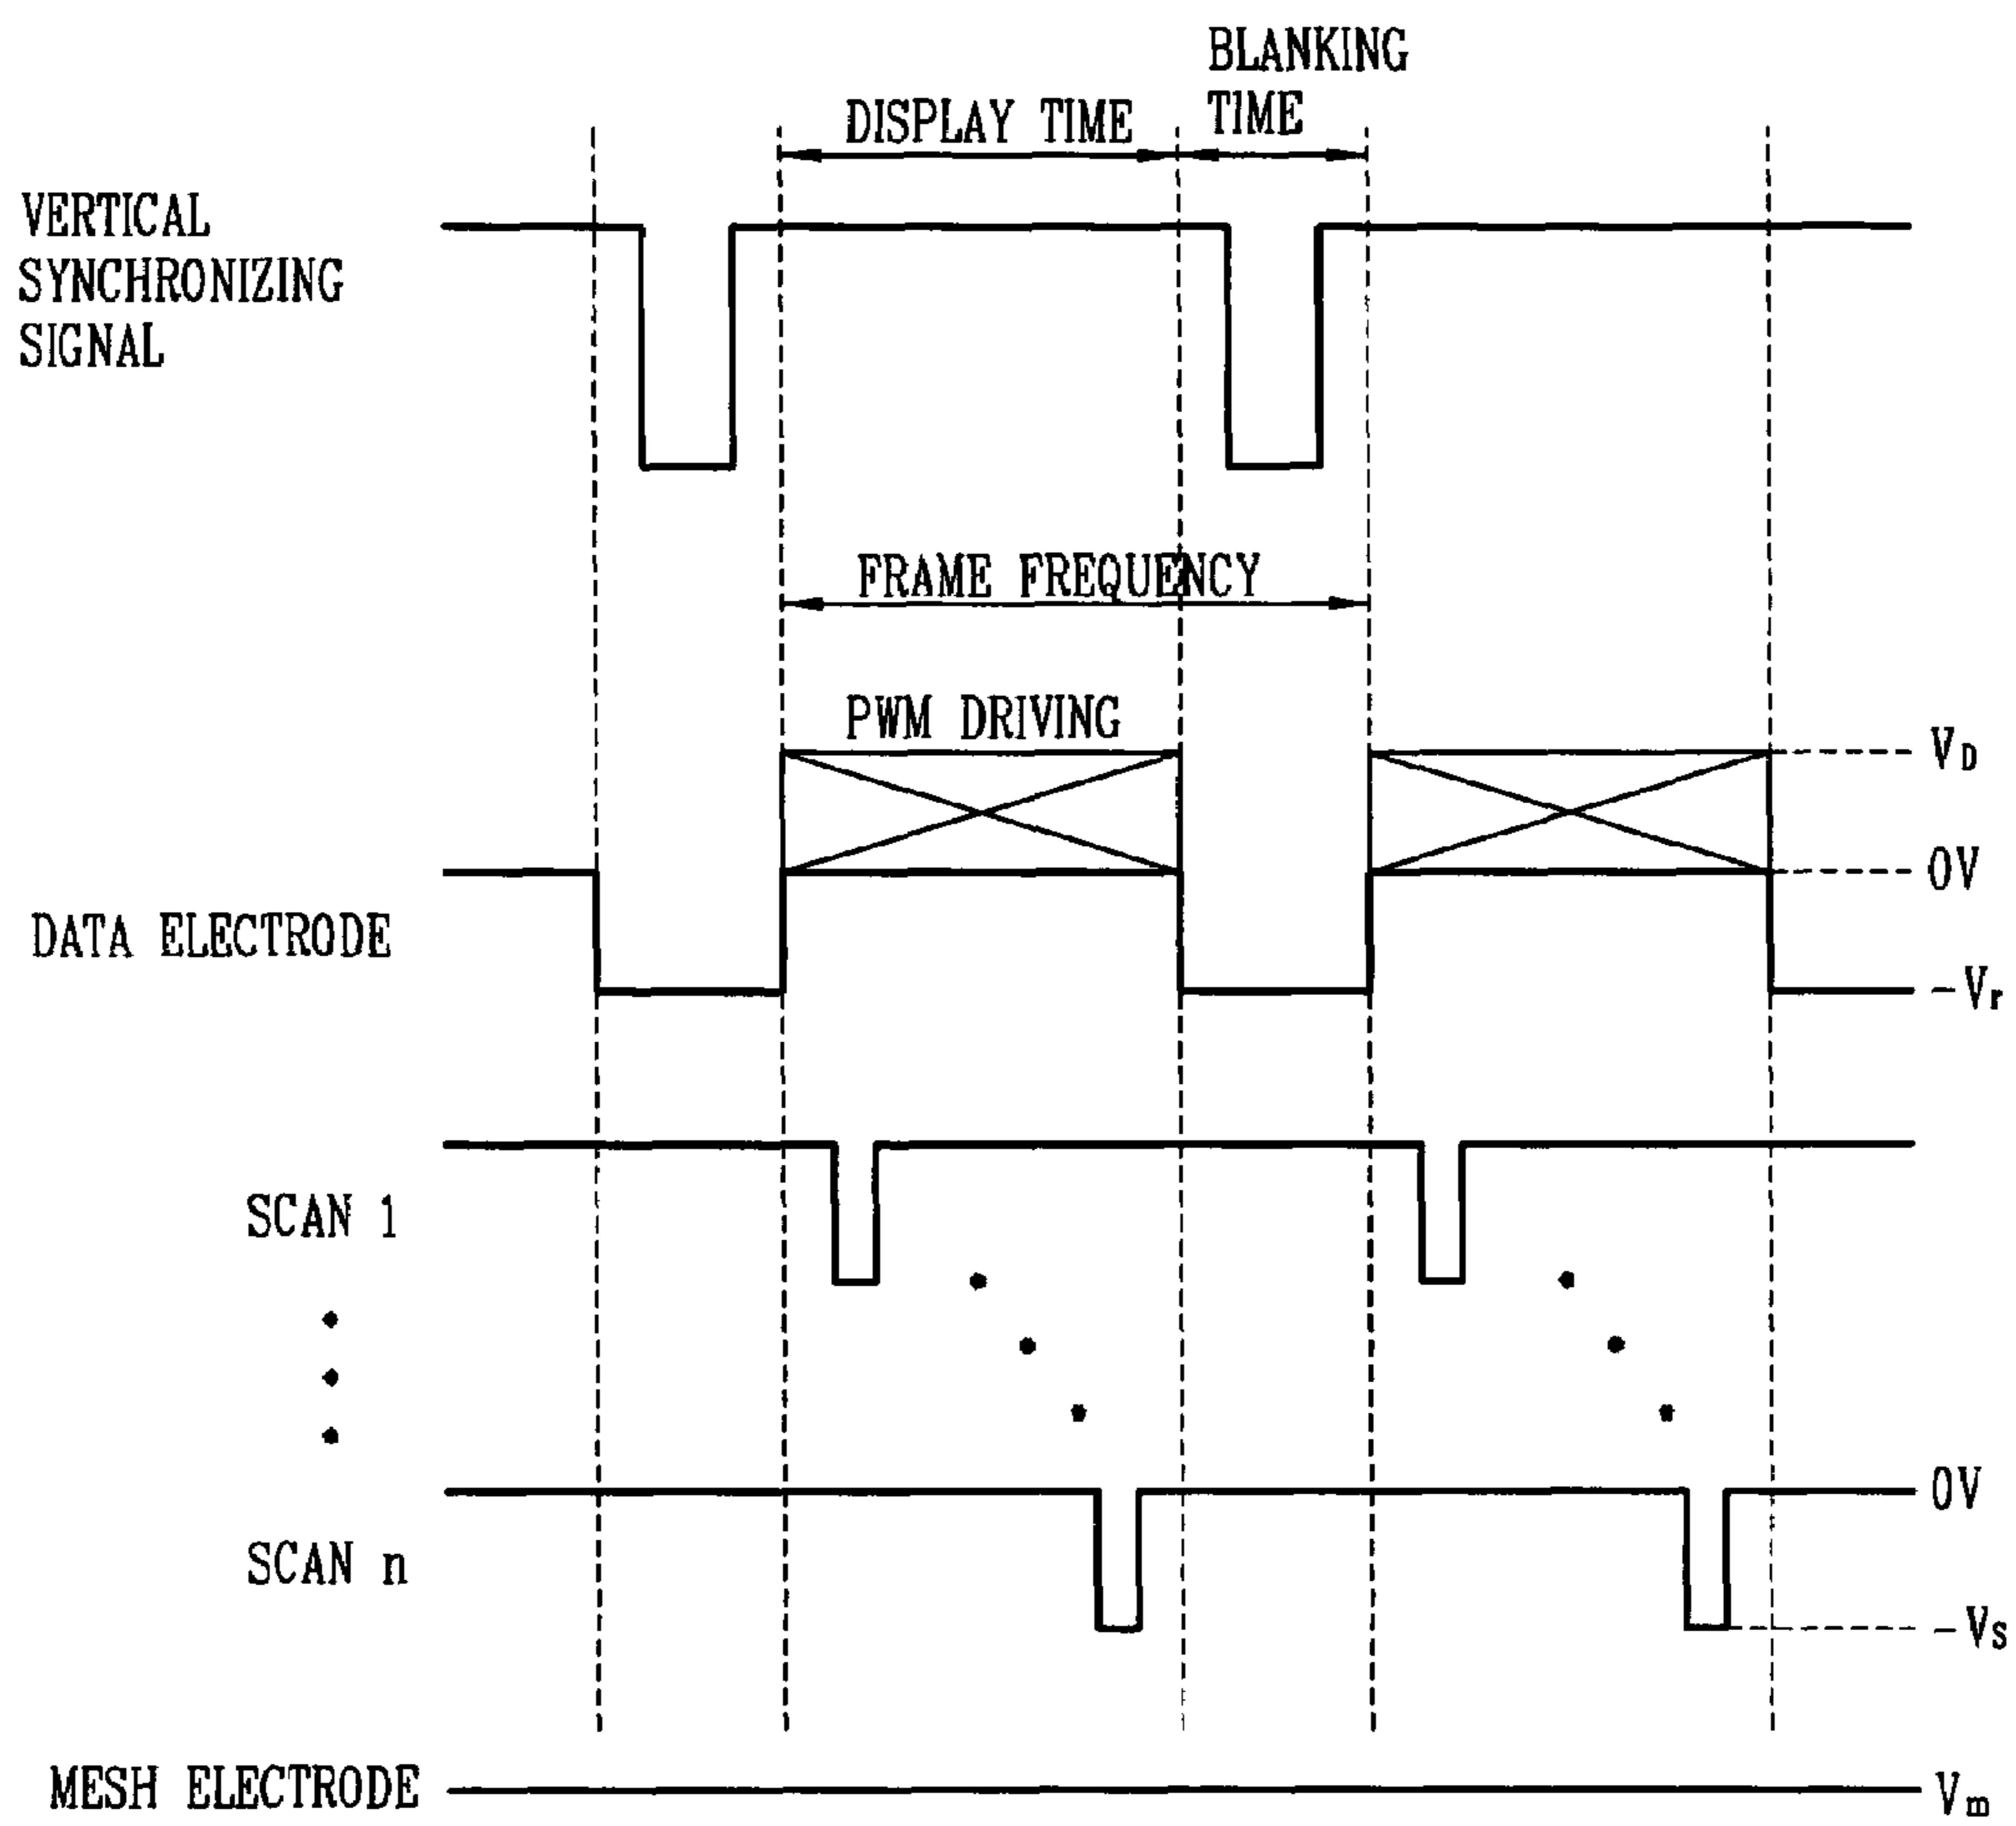 BLANKING
TIME
DISPLAY TIME
VERTICAL
SYNCHRONIZING
SIGNAL
FRAME FREQUENCY
PWM DRIVING
VD
0V
DATA ELECTRODE
-Vr
SCAN 1
0V
SCAN n
-VS
MESH ELECTRODE
Vm